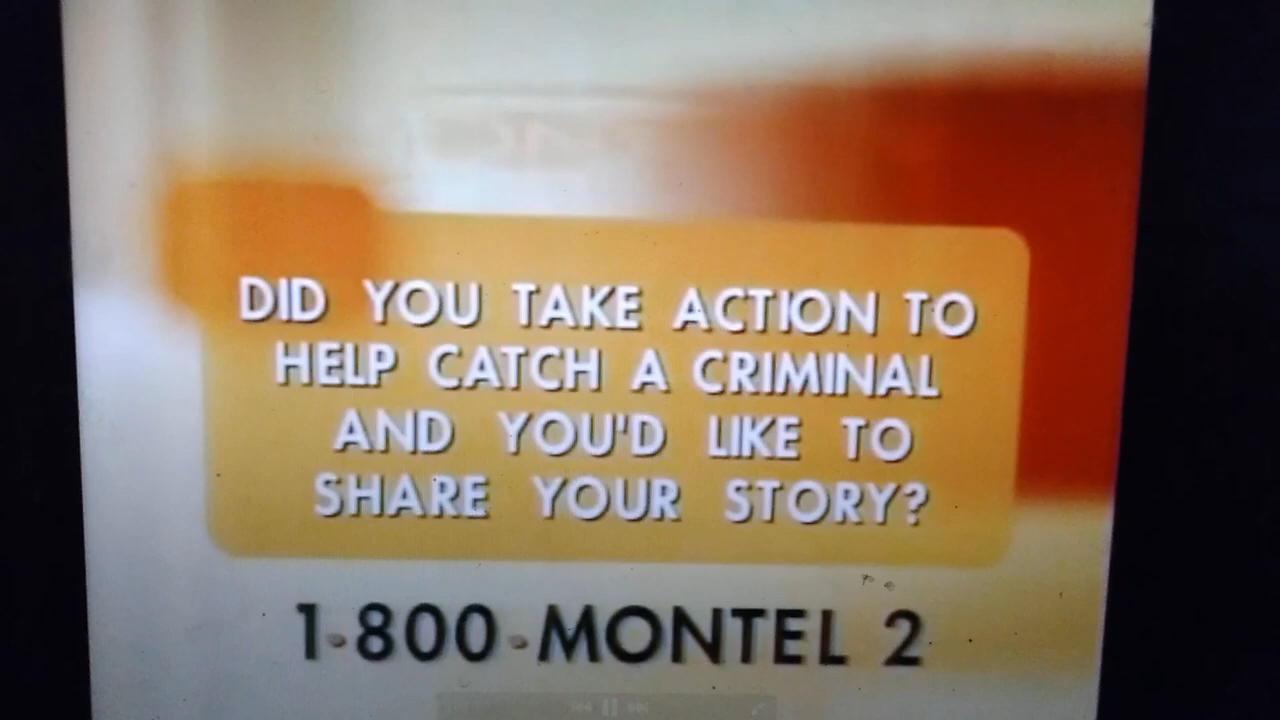 DID YOU TAKE ACTION TO
HELP CATCH A CRIMINAL
AND YOU'D LIKE TO
SHARE YOUR STORY?
1-800-MONTEL 2